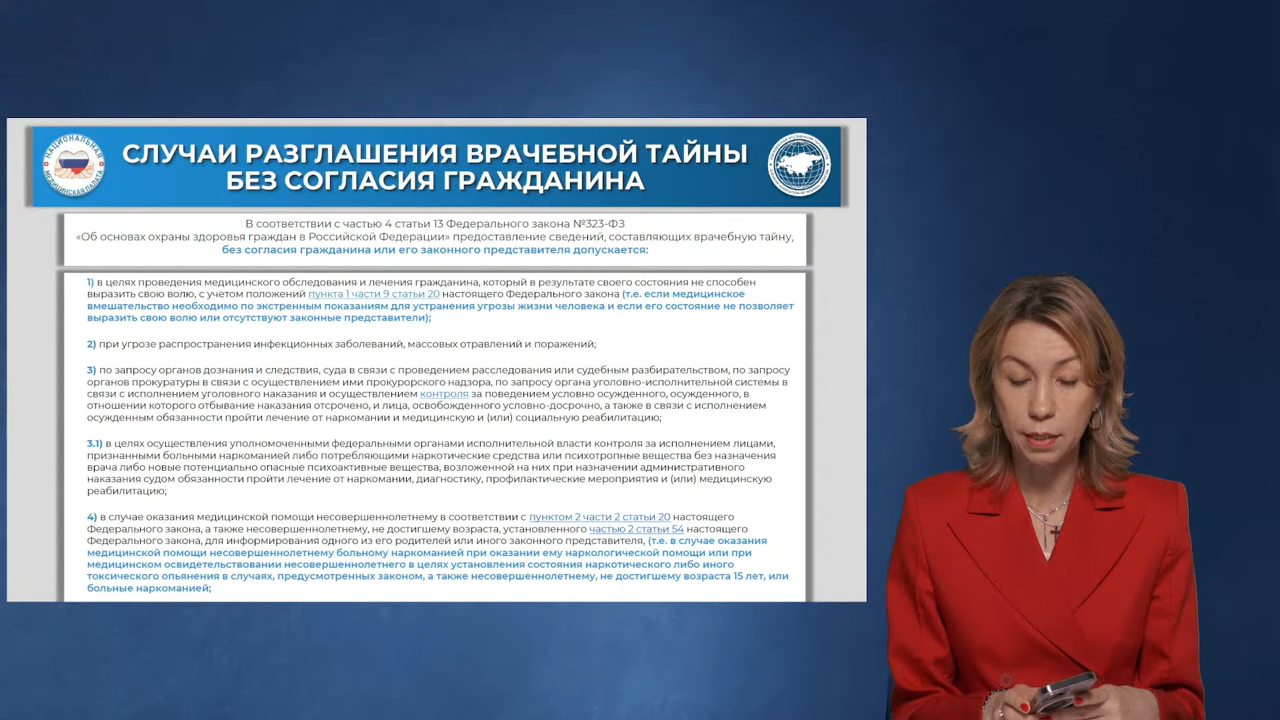 СЛУЧАИ РАЗГЛАШЕНИЯ ВРАЧЕБНОЙ ТАЙНЫ
БЕЗ СОГЛАСИЯ ГРАЖДАНИНА
НАЦИОНАЛЬНАЯ
МЕДИЦИНСКАЯ ПАЛАТА
В соответствии с частью 4 статьи 13 Федерального закона №323-ФЗ
«Об основах охраны здоровья граждан в Российской Федерации» предоставление сведений, составляющих врачебную тайну,
без согласия гражданина или его законного представителя допускается:
1) в целях проведения медицинского обследования и лечения гражданина, который в результате своего состояния не способен
выразить свою волю, с учетом положений пункта 1 части 9 статьи 20 настоящего Федерального закона (т.е. если медицинское
вмешательство необходимо по экстренным показаниям для устранения угрозы жизни человека и если его состояние не позволяет
выразить свою волю или отсутствуют законные представители);
2) при угрозе распространения инфекционных заболеваний, массовых отравлений и поражений;
3) по запросу органов дознания и следствия, суда в связи с проведением расследования или судебным разбирательством, по запросу
органов прокуратуры в связи с осуществлением ими прокурорского надзора, по запросу органа уголовно-исполнительной системы в
связи с исполнением уголовного наказания и осуществлением контроля за поведением условно осужденного, осужденного, в
отношении которого отбывание наказания отсрочено, и лица, освобожденного условно-досрочно, а также в связи с исполнением
осужденным обязанности пройти лечение от наркомании и медицинскую и (или) социальную реабилитацию;
3.1) в целях осуществления уполномоченными федеральными органами исполнительной власти контроля за исполнением лицами,
признанными больными наркоманией либо потребляющими наркотические средства или психотропные вещества без назначения
врача либо новые потенциально опасные психоактивные вещества, возложенной на них при назначении административного
наказания судом обязанности пройти лечение от наркомании, диагностику, профилактические мероприятия и (или) медицинскую
реабилитацию;
4) в случае оказания медицинской помощи несовершеннолетнему в соответствии с пунктом 2 части 2 статьи 20 настоящего
Федерального закона, а также несовершеннолетнему, не достигшему возраста, установленного частью 2 статьи 54 настоящего
Федерального закона, для информирования одного из его родителей или иного законного представителя, (т.е. в случае оказания
медицинской помощи несовершеннолетнему больному наркоманией при оказании ему наркологической помощи или при
медицинском освидетельствовании несовершеннолетнего в целях установления состояния наркотического либо иного
токсического опьянения в случаях, предусмотренных законом, а также несовершеннолетнему, не достигшему возраста 15 лет, или
больные наркоманией;